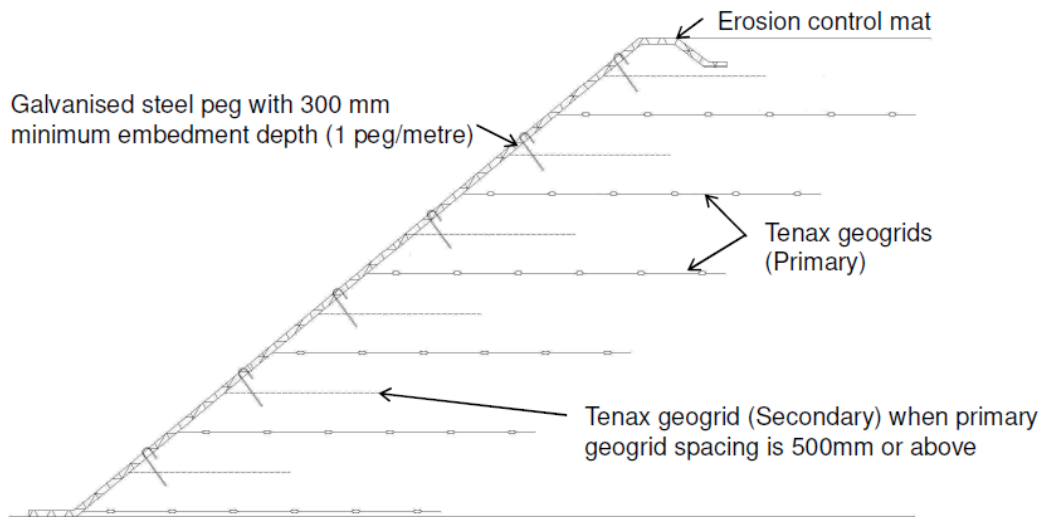 Erosion control mat
Galvanised steel peg with 300 mm
minimum embedment depth (1 peg/metre)
Tenax geogrids
(Primary)
Tenax geogrid (Secondary) when primary
geogrid spacing is 500mm or above